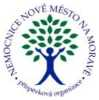 NEMOCNICE NOVÉ MĚSTO NA MORAVĚ
příspěvková organizace